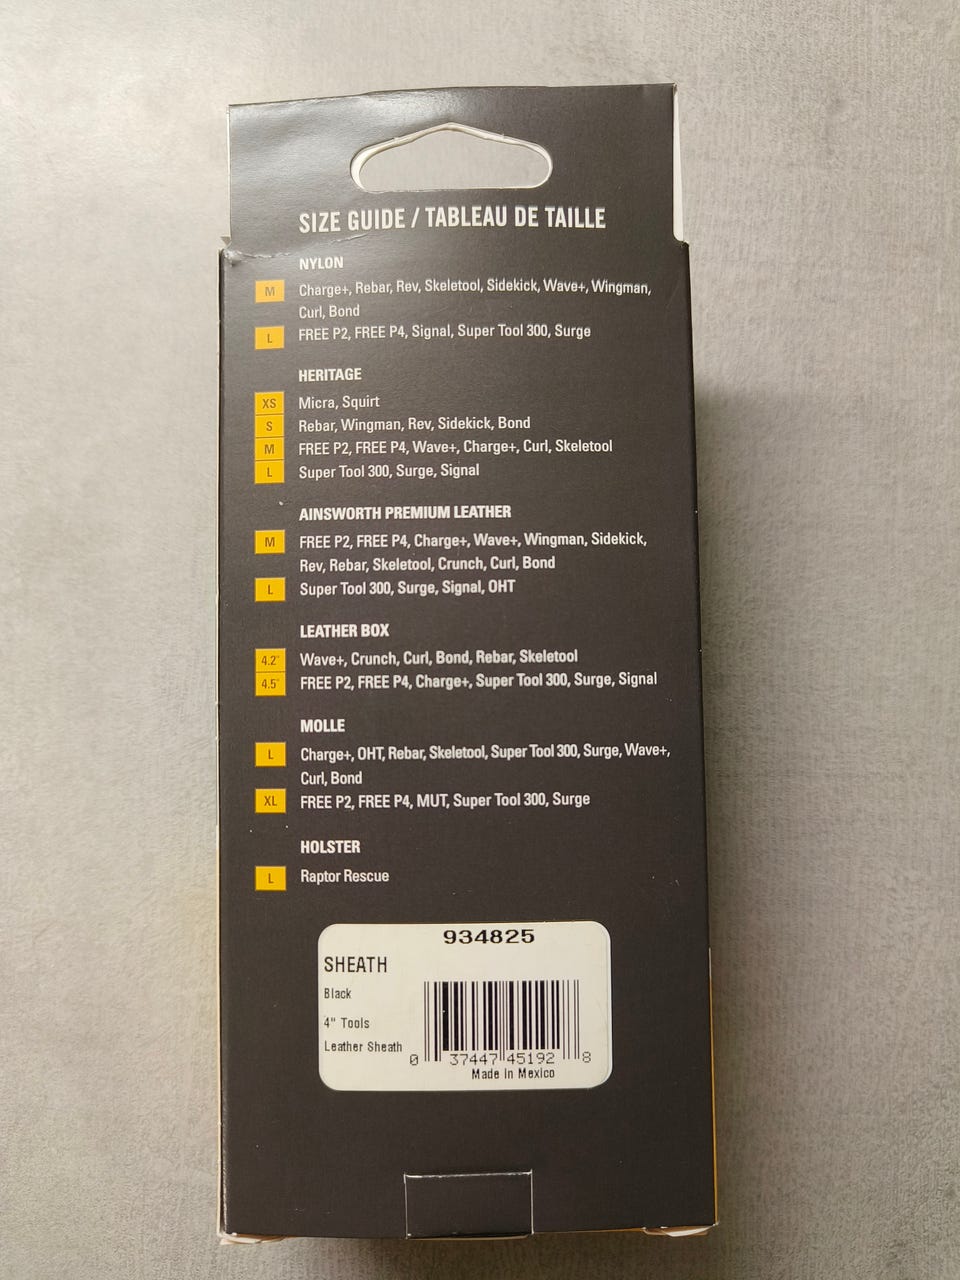 SIZE GUIDE / TABLEAU DE TAILLE
NYLON
M Charge+, Rebar, Rev, Skeletool, Sidekick, Wave+, Wingman,
Curl, Bond
L FREE P2, FREE P4, Signal, Super Tool 300, Surge
HERITAGE
XS Micra, Squirt
S Rebar, Wingman, Rev, Sidekick, Bond
M FREE P2, FREE P4, Wave+, Charge+, Curl, Skeletool
L Super Tool 300, Surge, Signal
AINSWORTH PREMIUM LEATHER
M FREE P2, FREE P4, Charge+, Wave+, Wingman, Sidekick,
Rev, Rebar, Skeletool, Crunch, Curl, Bond
L Super Tool 300, Surge, Signal, OHT
LEATHER BOX
4.2" Wave+, Crunch, Curl, Bond, Rebar, Skeletool
4.5" FREE P2, FREE P4, Charge+, Super Tool 300, Surge, Signal
MOLLE
L Charge+, OHT, Rebar, Skeletool, Super Tool 300, Surge, Wave+,
Curl, Bond
XL FREE P2, FREE P4, MUT, Super Tool 300, Surge
HOLSTER
L Raptor Rescue
934825
SHEATH
Black
4" Tools
Leather Sheath
0 37447 45192 8
Made in Mexico